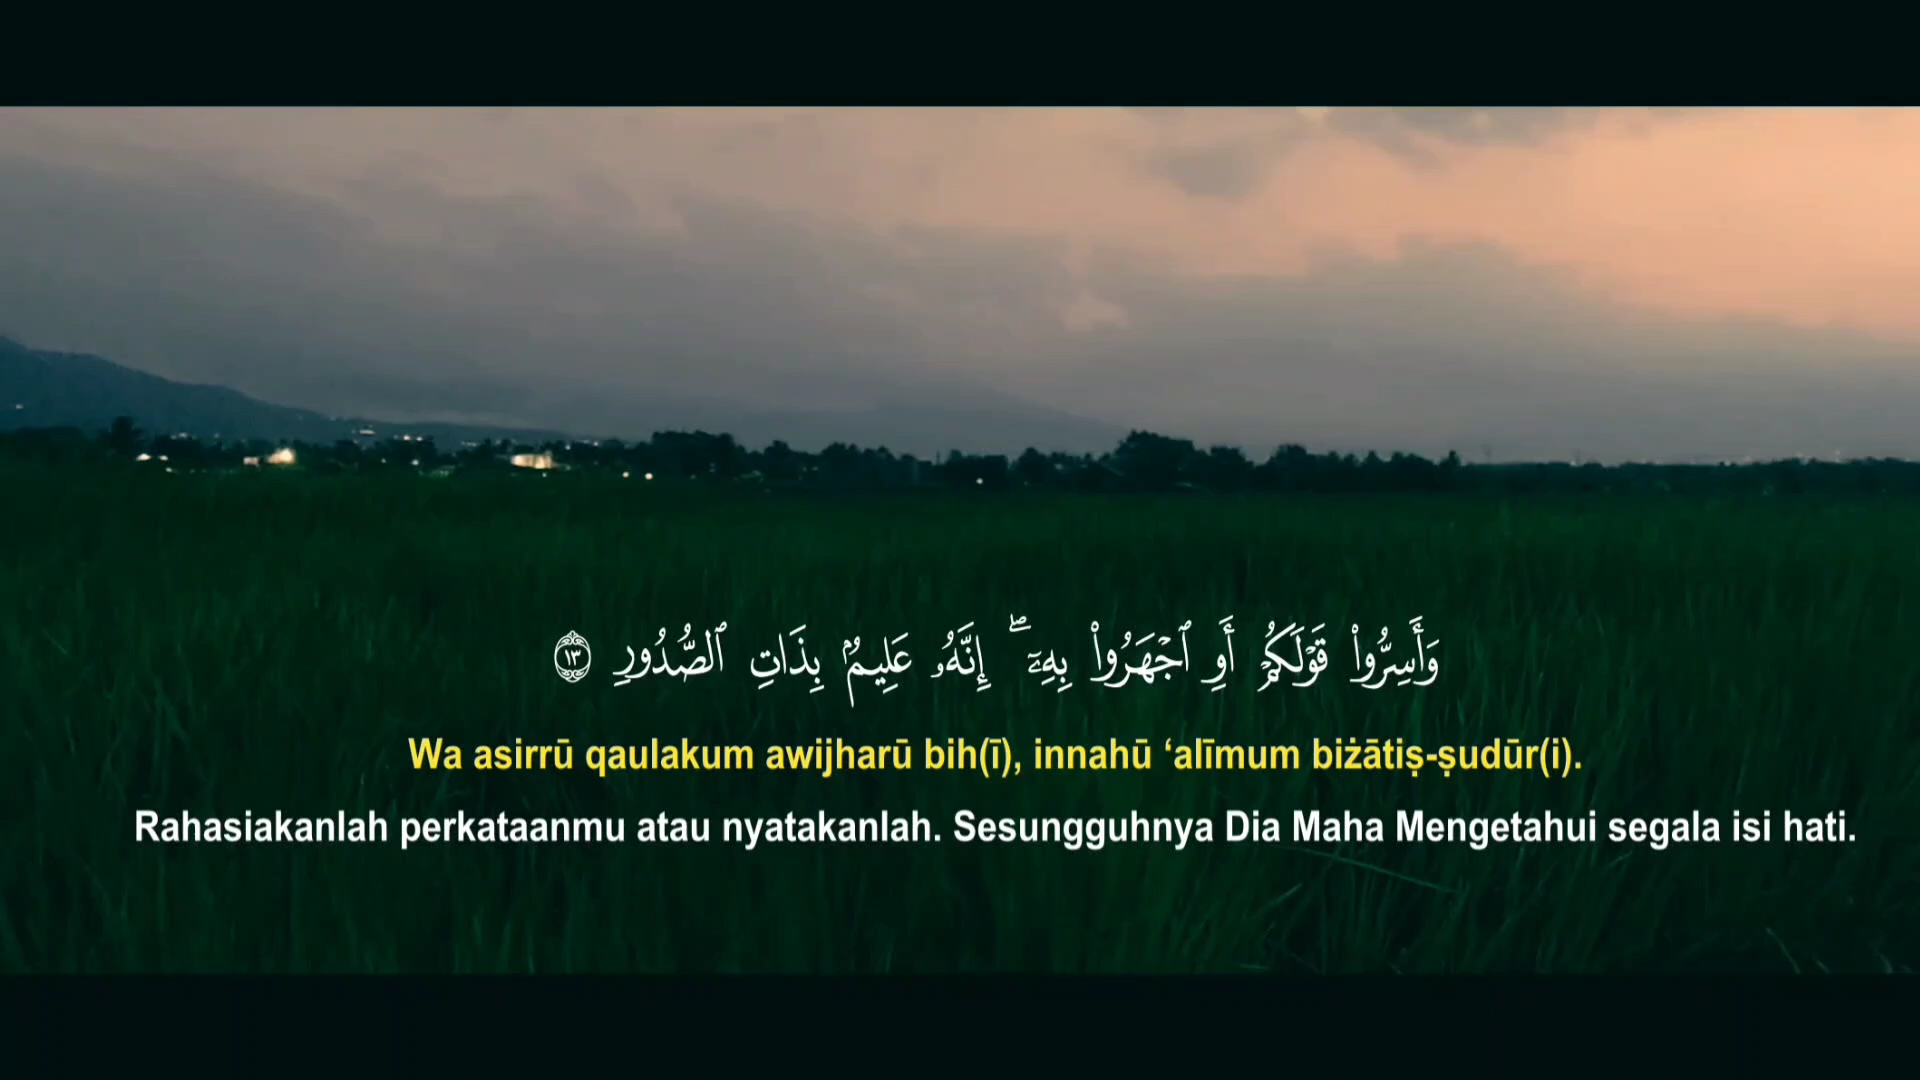 وَأَسِرُّوا۟ قَوْلَكُمْ أَوِ ٱجْهَرُوا۟ بِهِۦٓ ۖ إِنَّهُۥ عَلِيمٌۢ بِذَاتِ ٱلصُّدُورِ ١٣
Wa asirrū qaulakum awijharū bih(ī), innahū ‘alīmum biżātiṣ-ṣudūr(i).
Rahasiakanlah perkataanmu atau nyatakanlah. Sesungguhnya Dia Maha Mengetahui segala isi hati.